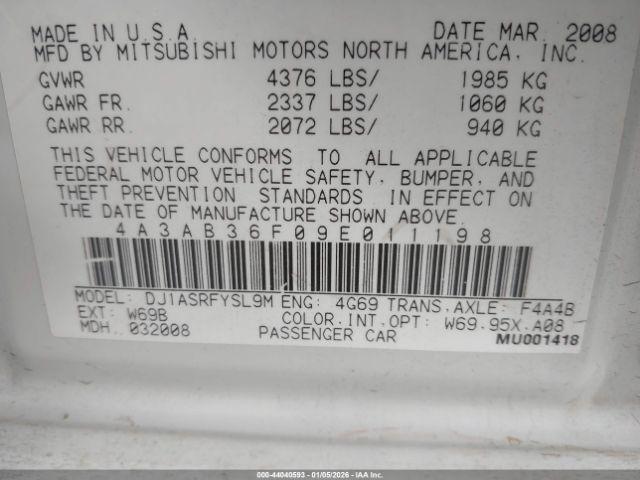 MADE IN U.S.A. DATE MAR. 2008
MFD BY MITSUBISHI MOTORS NORTH AMERICA, INC.
GVWR 4376 LBS/ 1985 KG
GAWR FR. 2337 LBS/ 1060 KG
GAWR RR. 2072 LBS/ 940 KG
THIS VEHICLE CONFORMS TO ALL APPLICABLE
FEDERAL MOTOR VEHICLE SAFETY, BUMPER, AND
THEFT PREVENTION STANDARDS IN EFFECT ON
THE DATE OF MANUFACTURE SHOWN ABOVE.
4A3AB36F09E011198
MODEL: DJ1ASRFYSL9M ENG: 4G69 TRANS.AXLE: F4A4B
EXT: W69B COLOR.INT.OPT: W69.95X.A08
MDH. 032008 PASSENGER CAR MU001418
000-44040593 - 01/05/2026 - IAA Corp.